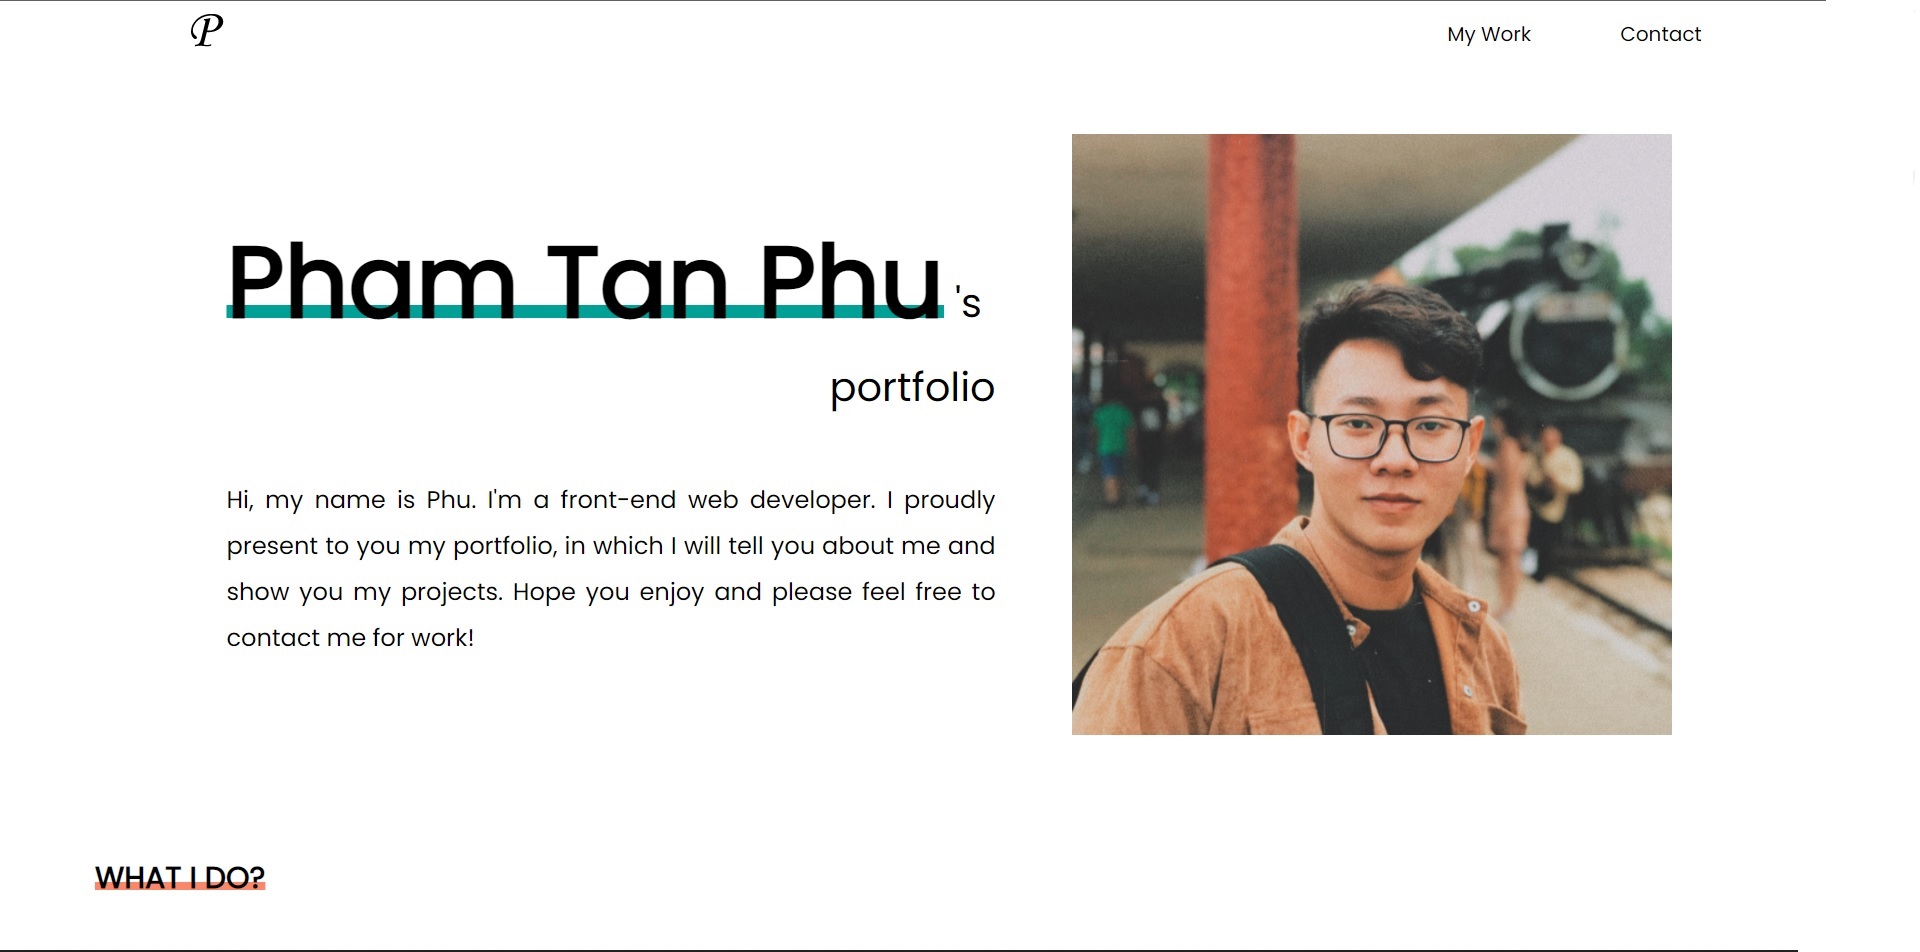 P
My Work Contact
Pham Tan Phu 's
portfolio
Hi, my name is Phu. I'm a front-end web developer. I proudly
present to you my portfolio, in which I will tell you about me and
show you my projects. Hope you enjoy and please feel free to
contact me for work!
WHAT I DO?